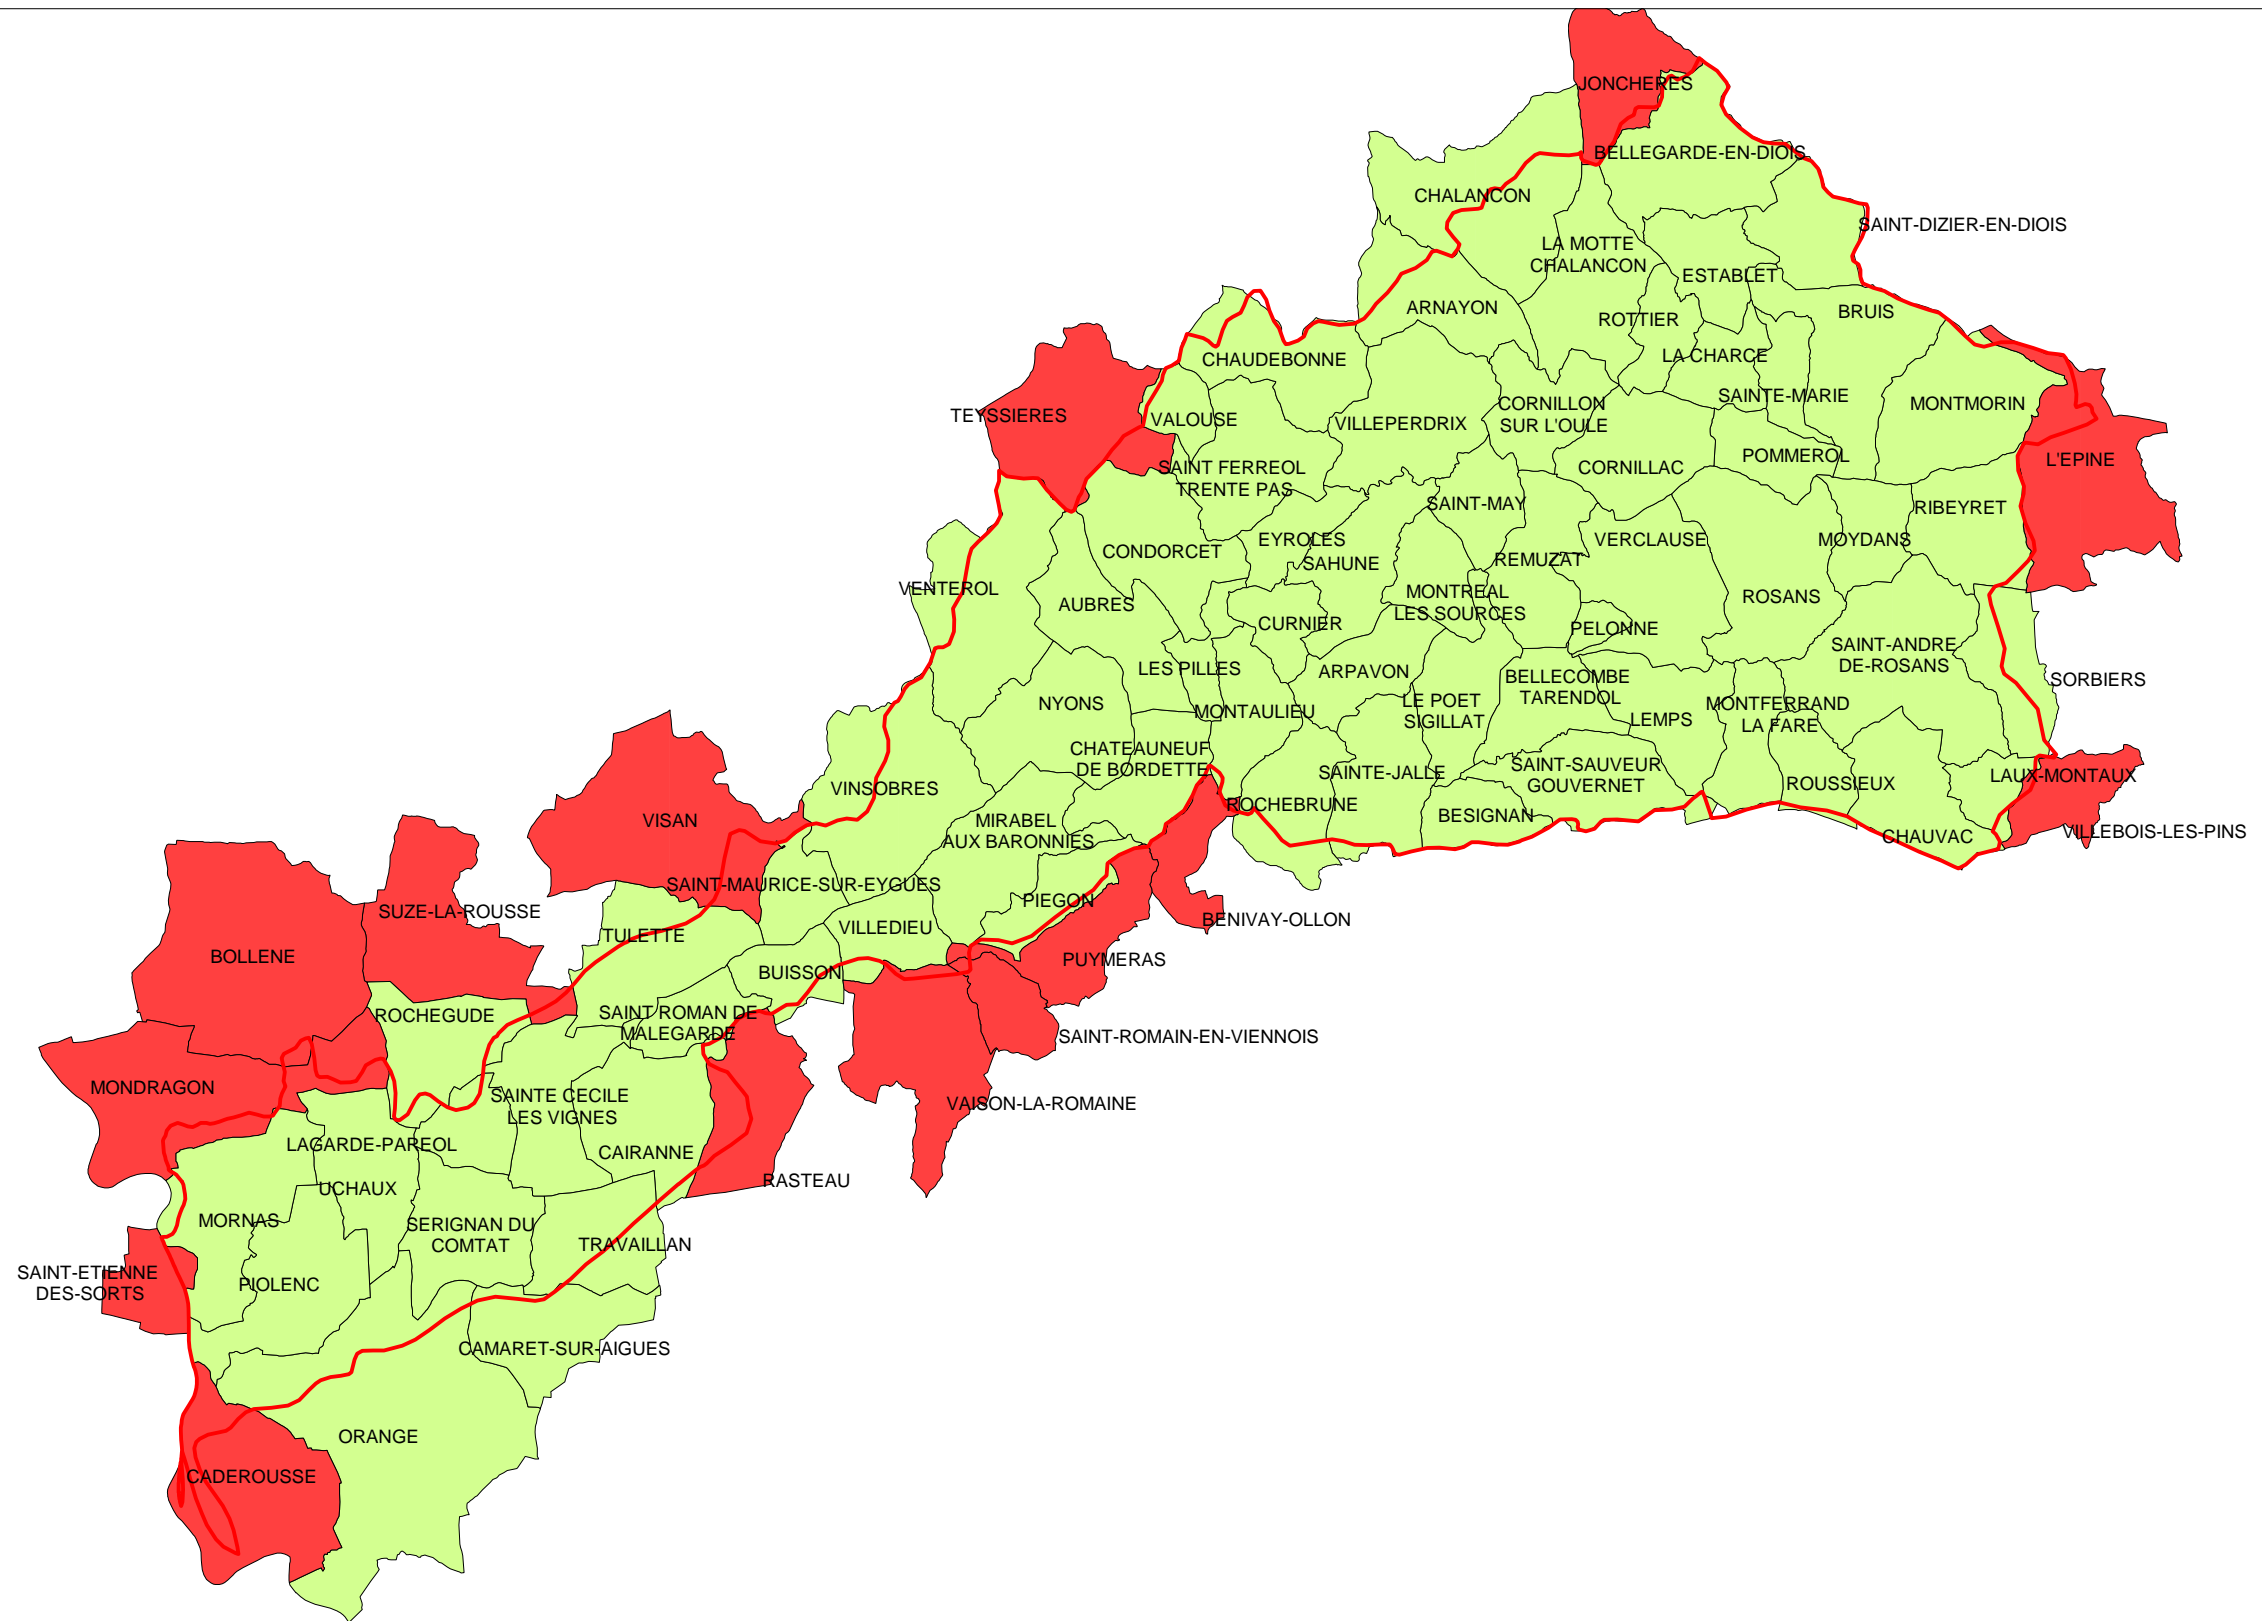 JONCHERES
BELLEGARDE-EN-DIOIS
CHALANCON
SAINT-DIZIER-EN-DIOIS
LA MOTTE
CHALANCON
ESTABLET
ARNAYON
ROTTIER
BRUIS
CHAUDEBONNE
LA CHARCE
SAINTE-MARIE
MONTMORIN
TEYSSIERES
VALOUSE
VILLEPERDRIX
CORNILLON
SUR L'OULE
POMMEROL
L'EPINE
SAINT FERREOL
TRENTE PAS
CORNILLAC
SAINT-MAY
RIBEYRET
CONDORCET
EYROLES
SAHUNE
REMUZAT
VERCLAUSE
MOYDANS
VENTEROL
AUBRES
MONTREAL
LES SOURCES
ROSANS
CURNIER
PELONNE
SAINT-ANDRE
DE-ROSANS
LES PILLES
ARPAVON
BELLECOMBE
TARENDOL
SORBIERS
NYONS
MONTAULIEU
LE POET
SIGILLAT
LEMPS
MONTFERRAND
LA FARE
CHATEAUNEUF
DE BORDETTE
SAINTE-JALLE
SAINT-SAUVEUR
GOUVERNET
ROUSSIEUX
LAUX-MONTAUX
VINSOBRES
ROCHEBRUNE
BESIGNAN
VISAN
MIRABEL
AUX BARONNIES
CHAUVAC
VILLEBOIS-LES-PINS
SAINT-MAURICE-SUR-EYGUES
PIEGON
SUZE-LA-ROUSSE
TULETTE
VILLEDIEU
BENIVAY-OLLON
BOLLENE
BUISSON
PUYMERAS
ROCHEGUDE
SAINT ROMAN DE
MALEGARDE
SAINT-ROMAIN-EN-VIENNOIS
MONDRAGON
SAINTE CECILE
LES VIGNES
VAISON-LA-ROMAINE
LAGARDE-PAREOL
CAIRANNE
RASTEAU
UCHAUX
MORNAS
SERIGNAN DU
COMTAT
TRAVAILLAN
SAINT-ETIENNE
DES-SORTS
PIOLENC
CAMARET-SUR-AIGUES
ORANGE
CADEROUSSE